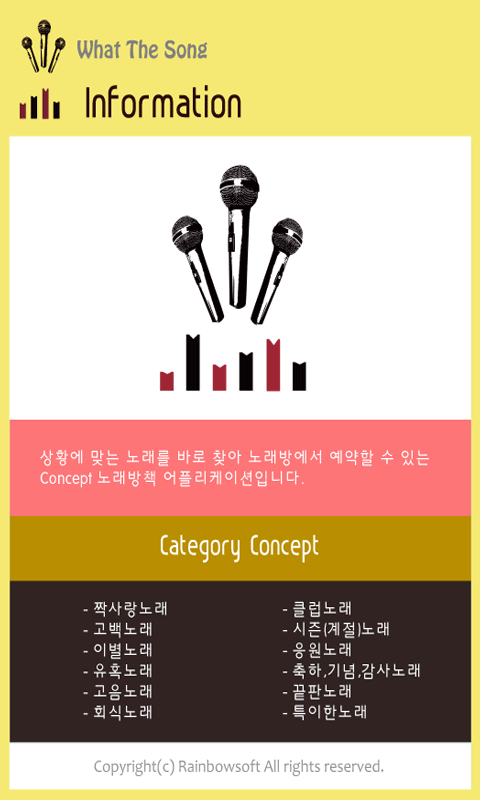 What The Song
Information
상황에 맞는 노래를 바로 찾아 노래방에서 예약할 수 있는
Concept 노래방책 어플리케이션입니다.
Category Concept
- 짝사랑노래
- 고백노래
- 이별노래
- 유혹노래
- 고음노래
- 회식노래
- 클럽노래
- 시즌(계절)노래
- 응원노래
- 축하,기념,감사노래
- 끝판노래
- 특이한노래
Copyright(c) Rainbowsoft All rights reserved.